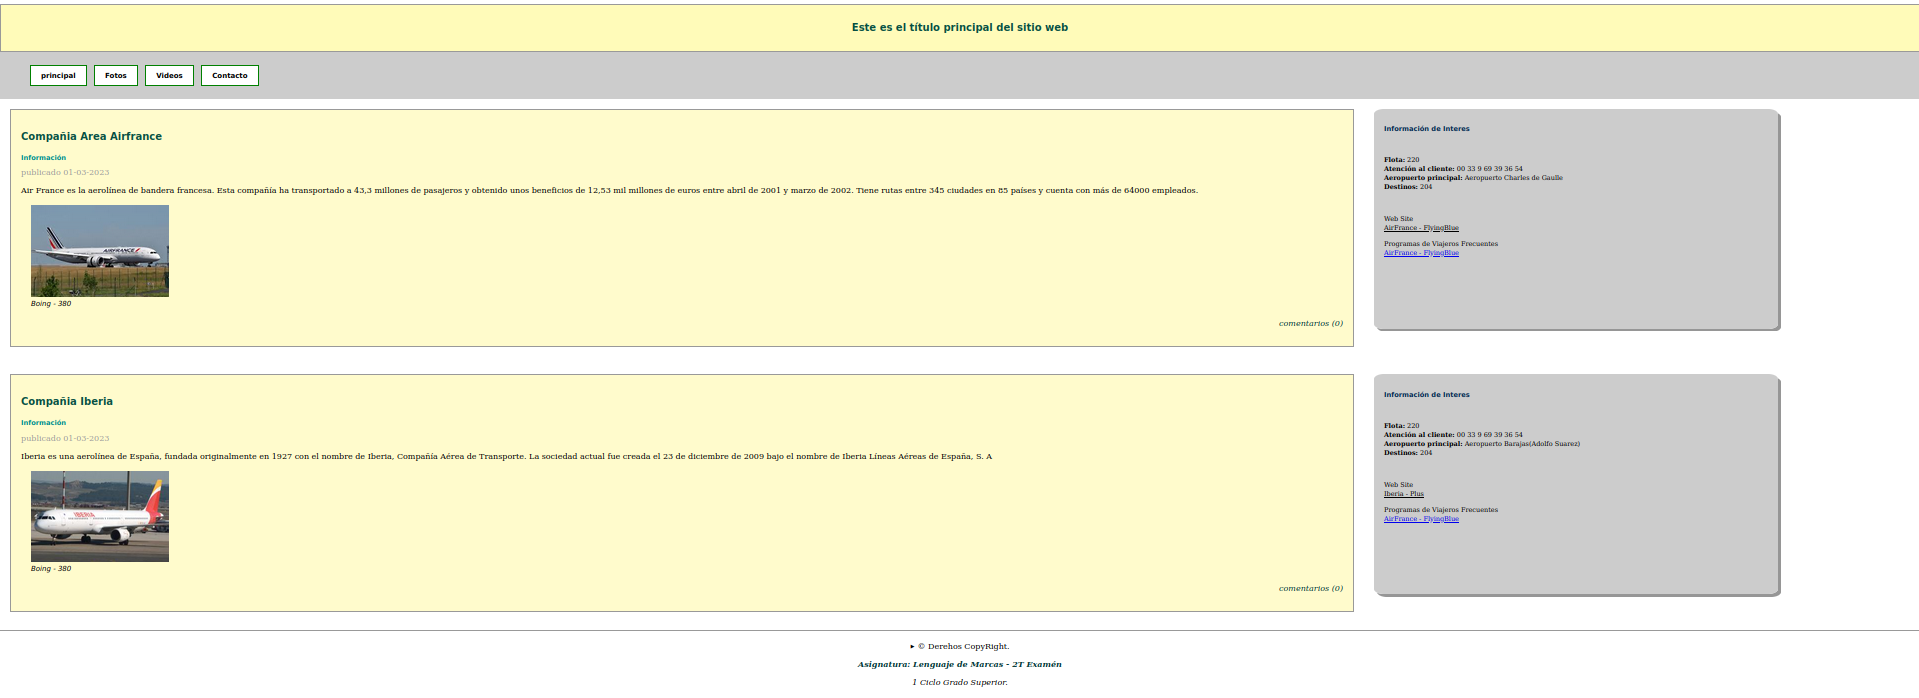 Este es el título principal del sitio web
principal
Fotos
Videos
Contacto
Compañia Area Airfrance
Información
publicado 01-03-2023
Air France es la aerolínea de bandera francesa. Esta compañía ha transportado a 43,3 millones de pasajeros y obtenido unos beneficios de 12,53 mil millones de euros entre abril de 2001 y marzo de 2002. Tiene rutas entre 345 ciudades en 85 países y cuenta con más de 64000 empleados.
AIRFRANCE
Boing - 380
comentarios (0)
Información de Interes
Flota: 220
Atención al cliente: 00 33 9 69 39 36 54
Aeropuerto principal: Aeropuerto Charles de Gaulle
Destinos: 204
Web Site
AirFrance - FlyingBlue
Programas de Viajeros Frecuentes
AirFrance - FlyingBlue
Compañia Iberia
Información
publicado 01-03-2023
Iberia es una aerolínea de España, fundada originalmente en 1927 con el nombre de Iberia, Compañía Aérea de Transporte. La sociedad actual fue creada el 23 de diciembre de 2009 bajo el nombre de Iberia Líneas Aéreas de España, S. A
IBERIA
Boing - 380
comentarios (0)
Información de Interes
Flota: 220
Atención al cliente: 00 33 9 69 39 36 54
Aeropuerto principal: Aeropuerto Barajas(Adolfo Suarez)
Destinos: 204
Web Site
Iberia - Plus
Programas de Viajeros Frecuentes
AirFrance - FlyingBlue
▸ © Derehos CopyRight.
Asignatura: Lenguaje de Marcas - 2T Examén
1 Ciclo Grado Superior.